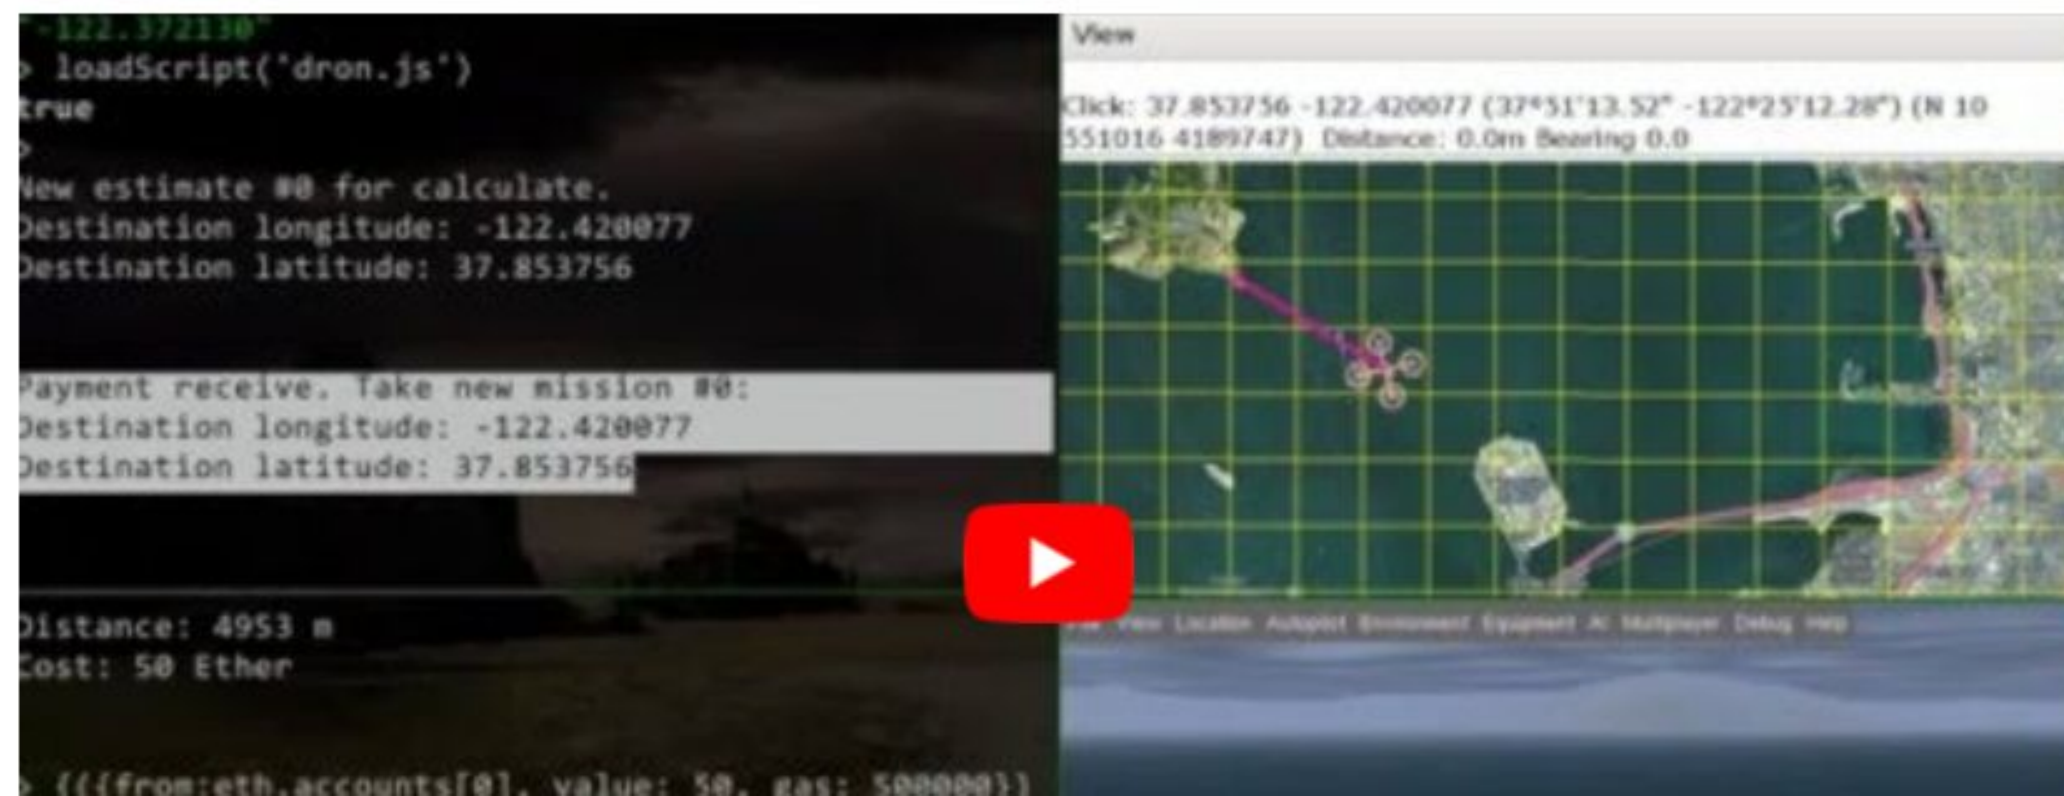 "-122.372130"
> loadScript('dron.js')
true
>
New estimate #0 for calculate.
Destination longitude: -122.420077
Destination latitude: 37.853756
Payment receive. Take new mission #0:
Destination longitude: -122.420077
Destination latitude: 37.853756
Distance: 4953 m
Cost: 50 Ether
> {({from:eth.accounts[0], value: 50, gas: 500000})
View
Click: 37.853756 -122.420077 (37°51'13.52" -122°25'12.28") (N 10
551016 4189747) Distance: 0.0m Bearing 0.0
View Location Autopilot Environment Equipment AI Multiplayer Debug Help